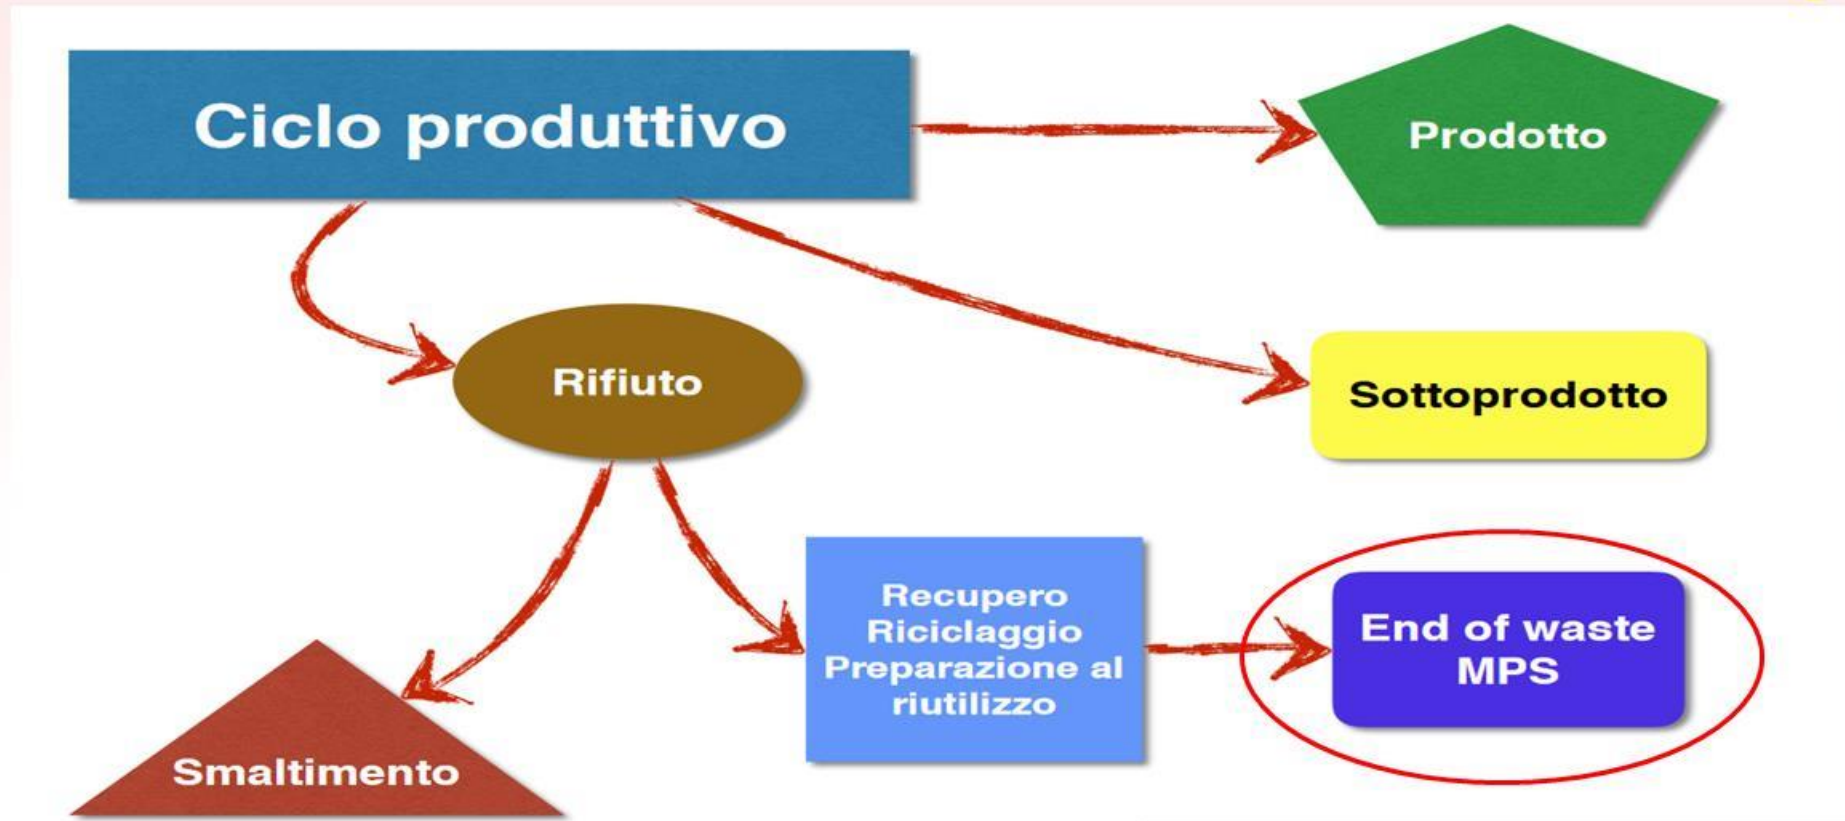 Ciclo produttivo
Prodotto
Rifiuto
Sottoprodotto
Recupero
Riciclaggio
Preparazione al
riutilizzo
End of waste
MPS
Smaltimento